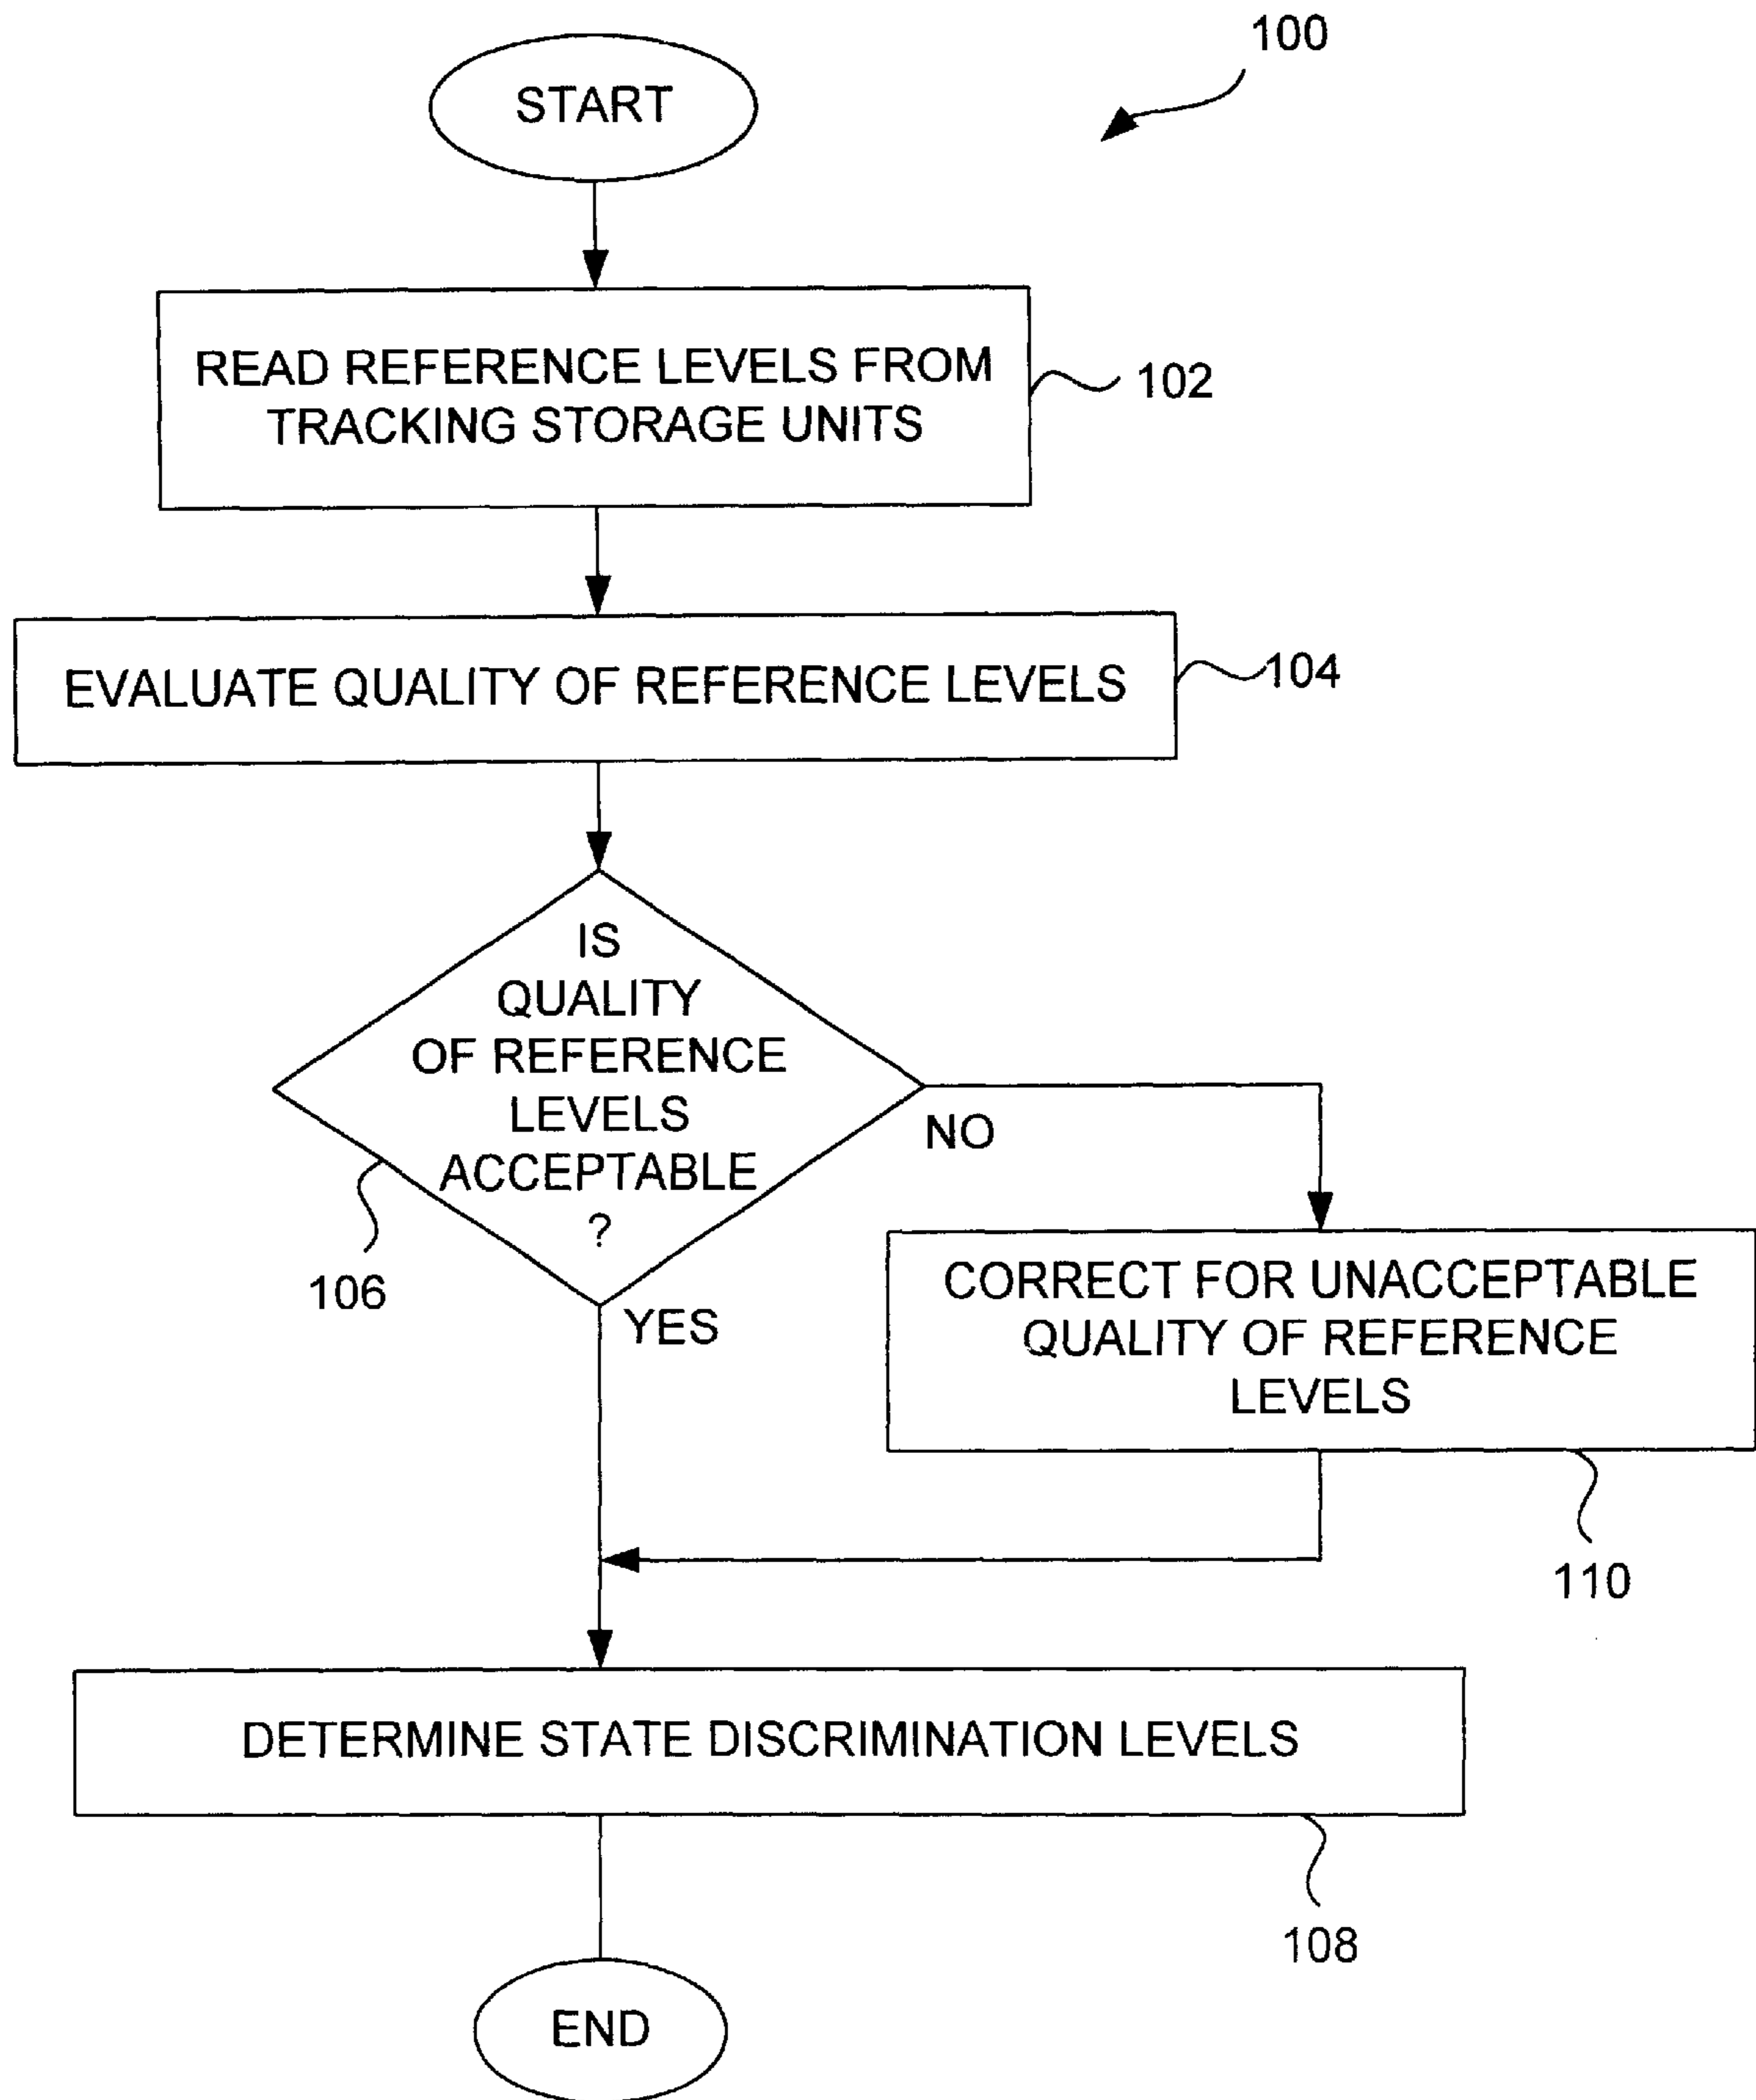 100
START
READ REFERENCE LEVELS FROM
TRACKING STORAGE UNITS
102
EVALUATE QUALITY OF REFERENCE LEVELS
104
IS
QUALITY
OF REFERENCE
LEVELS
ACCEPTABLE
?
NO
106
YES
CORRECT FOR UNACCEPTABLE
QUALITY OF REFERENCE
LEVELS
110
DETERMINE STATE DISCRIMINATION LEVELS
108
END